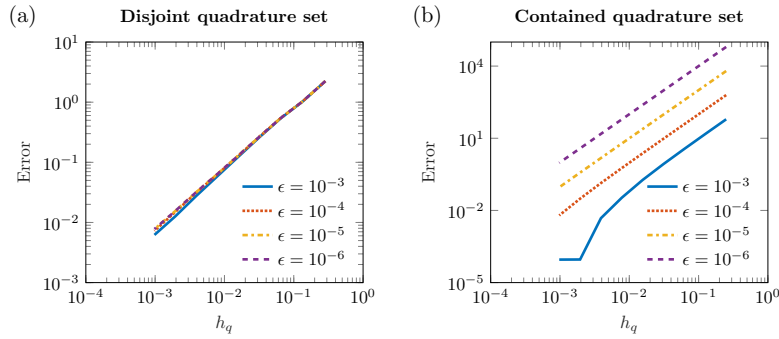 (a)
Disjoint quadrature set
10^1
10^0
10^-1
10^-2
10^-3
Error
ϵ = 10^-3
ϵ = 10^-4
ϵ = 10^-5
ϵ = 10^-6
10^-4 10^-3 10^-2 10^-1 10^0
h_q
(b)
Contained quadrature set
10^4
10^1
10^-2
10^-5
Error
ϵ = 10^-3
ϵ = 10^-4
ϵ = 10^-5
ϵ = 10^-6
10^-4 10^-3 10^-2 10^-1 10^0
h_q